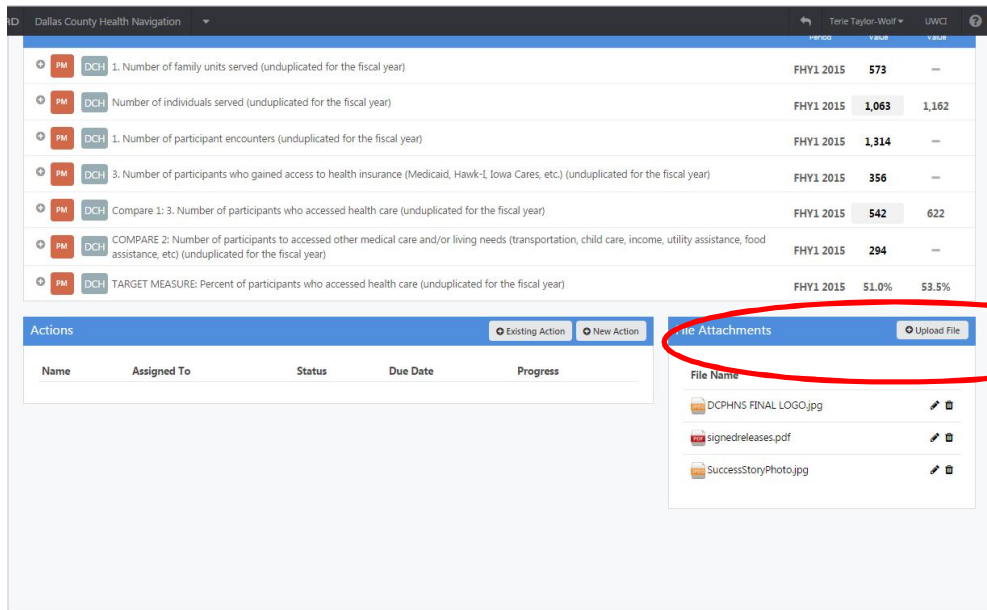 RD Dallas County Health Navigation Terie Taylor-Wolf UWCI ?
Period Value Value
PM DCH 1. Number of family units served (unduplicated for the fiscal year) FHY1 2015 573 —
PM DCH Number of individuals served (unduplicated for the fiscal year) FHY1 2015 1,063 1,162
PM DCH 1. Number of participant encounters (unduplicated for the fiscal year) FHY1 2015 1,314 —
PM DCH 3. Number of participants who gained access to health insurance (Medicaid, Hawk-I, Iowa Cares, etc.) (unduplicated for the fiscal year) FHY1 2015 356 —
PM DCH Compare 1: 3. Number of participants who accessed health care (unduplicated for the fiscal year) FHY1 2015 542 622
PM DCH COMPARE 2: Number of participants to accessed other medical care and/or living needs (transportation, child care, income, utility assistance, food
assistance, etc) (unduplicated for the fiscal year) FHY1 2015 294 —
PM DCH TARGET MEASURE: Percent of participants who accessed health care (unduplicated for the fiscal year) FHY1 2015 51.0% 53.5%
Actions Existing Action New Action
Name Assigned To Status Due Date Progress
File Attachments Upload File
File Name
DCPHNS FINAL LOGO.jpg
PDF signedreleases.pdf
SuccessStoryPhoto.jpg